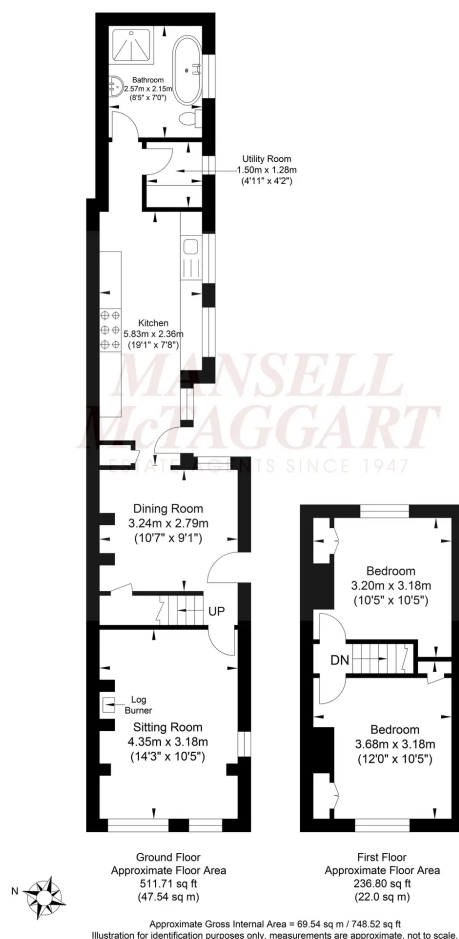 Bathroom
2.57m x 2.15m
(8'5" x 7'0")
Utility Room
1.50m x 1.28m
(4'11" x 4'2")
Kitchen
5.83m x 2.36m
(19'1" x 7'8")
MANSELL
McTAGGART
ESTATE AGENTS SINCE 1947
Dining Room
3.24m x 2.79m
(10'7" x 9'1")
UP
Log
Burner
Sitting Room
4.35m x 3.18m
(14'3" x 10'5")
Bedroom
3.20m x 3.18m
(10'5" x 10'5")
DN
Bedroom
3.68m x 3.18m
(12'0" x 10'5")
Ground Floor
Approximate Floor Area
511.71 sq ft
(47.54 sq m)
First Floor
Approximate Floor Area
236.80 sq ft
(22.0 sq m)
N
Approximate Gross Internal Area = 69.54 sq m / 748.52 sq ft
Illustration for identification purposes only, measurements are approximate, not to scale.